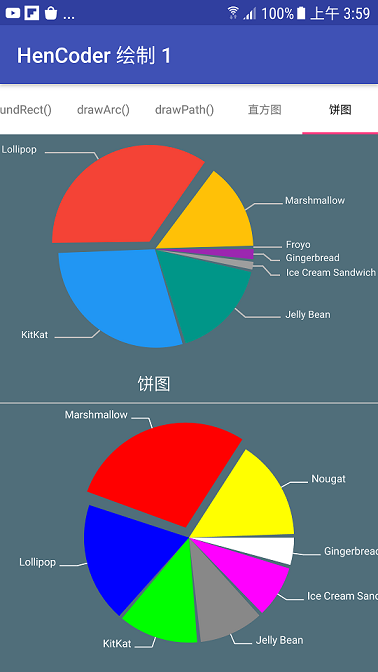 ... 100% 上午 3:59
HenCoder 绘制 1
undRect() drawArc() drawPath() 直方图 饼图
Lollipop
Marshmallow
Froyo
Gingerbread
Ice Cream Sandwich
Jelly Bean
KitKat
饼图
Marshmallow
Nougat
Gingerbread
Lollipop
Ice Cream Sand
Jelly Bean
KitKat